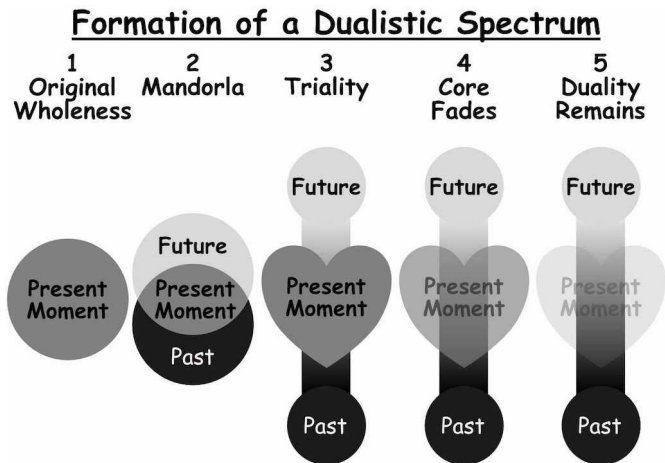 Formation of a Dualistic Spectrum
1
Original
Wholeness
2
Mandorla
3
Triality
4
Core
Fades
5
Duality
Remains
Present
Moment
Future
Present
Moment
Past
Future
Present
Moment
Past
Future
Present
Moment
Past
Future
Present
Moment
Past